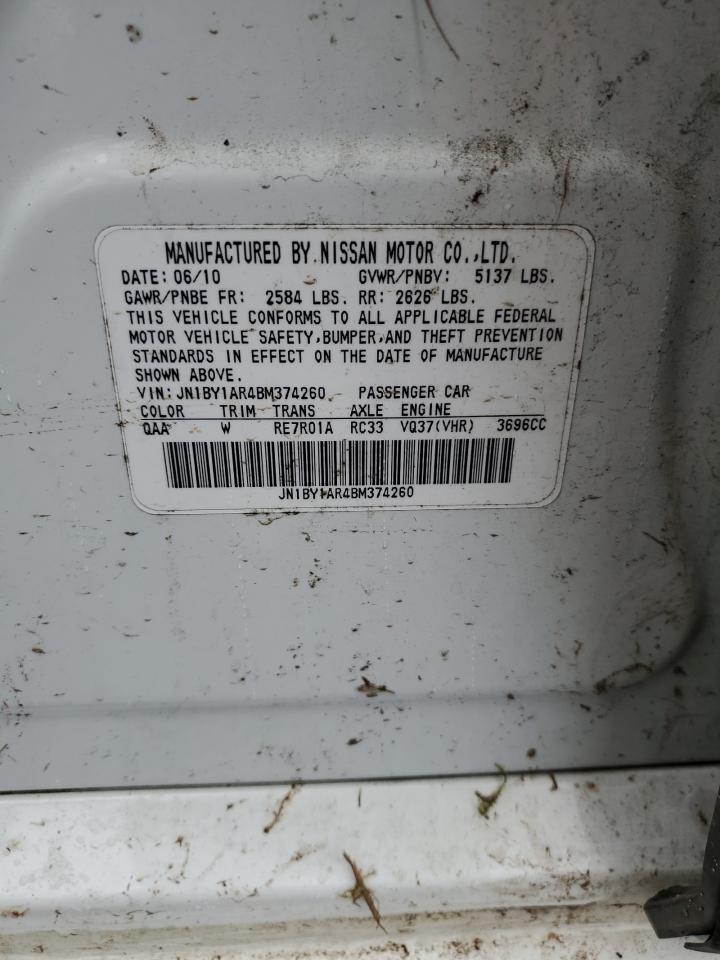 MANUFACTURED BY NISSAN MOTOR CO.,LTD.
DATE: 06/10 GVWR/PNBV: 5137 LBS.
GAWR/PNBE FR: 2584 LBS. RR: 2626 LBS.
THIS VEHICLE CONFORMS TO ALL APPLICABLE FEDERAL
MOTOR VEHICLE SAFETY,BUMPER,AND THEFT PREVENTION
STANDARDS IN EFFECT ON THE DATE OF MANUFACTURE
SHOWN ABOVE.
VIN: JN1BY1AR4BM374260 PASSENGER CAR
COLOR TRIM TRANS AXLE ENGINE
QAA W RE7R01A RC33 VQ37(VHR) 3696CC
JN1BY1AR4BM374260